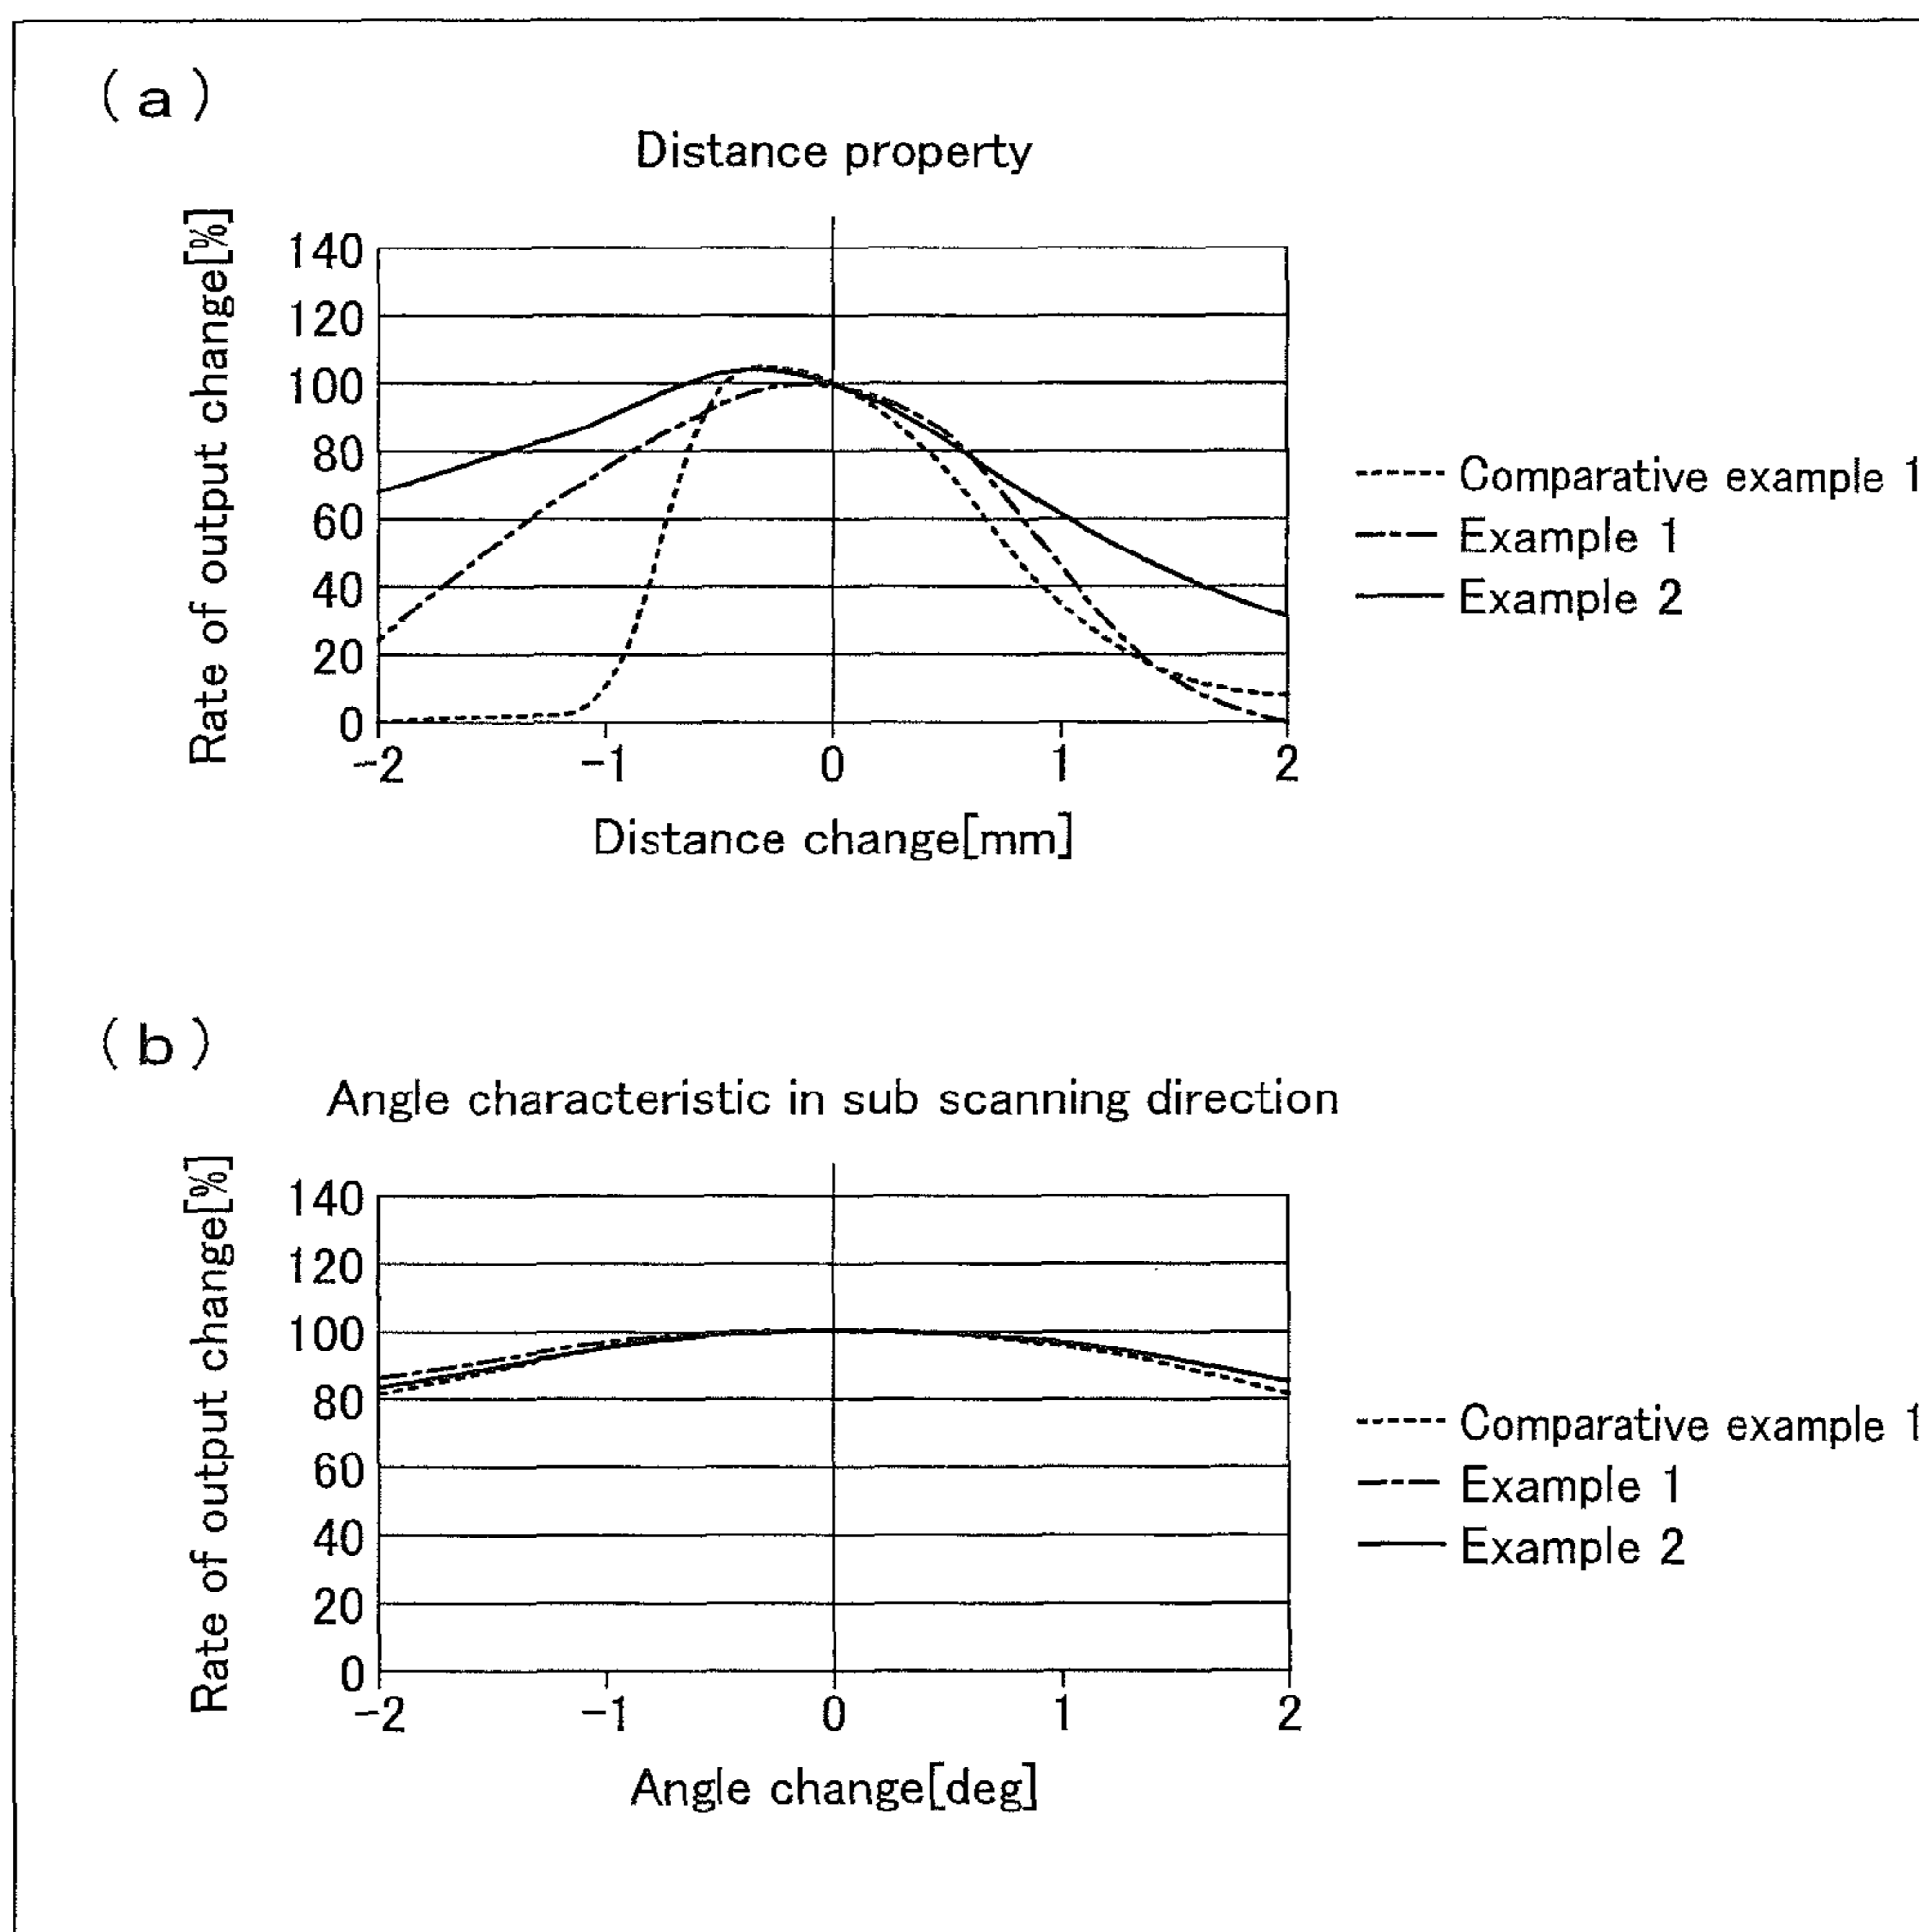 (a)
Distance property
Rate of output change[%]
140
120
100
80
60
40
20
0
-2 -1 0 1 2
Distance change[mm]
Comparative example 1
Example 1
Example 2
(b)
Angle characteristic in sub scanning direction
Rate of output change[%]
140
120
100
80
60
40
20
0
-2 -1 0 1 2
Angle change[deg]
Comparative example 1
Example 1
Example 2